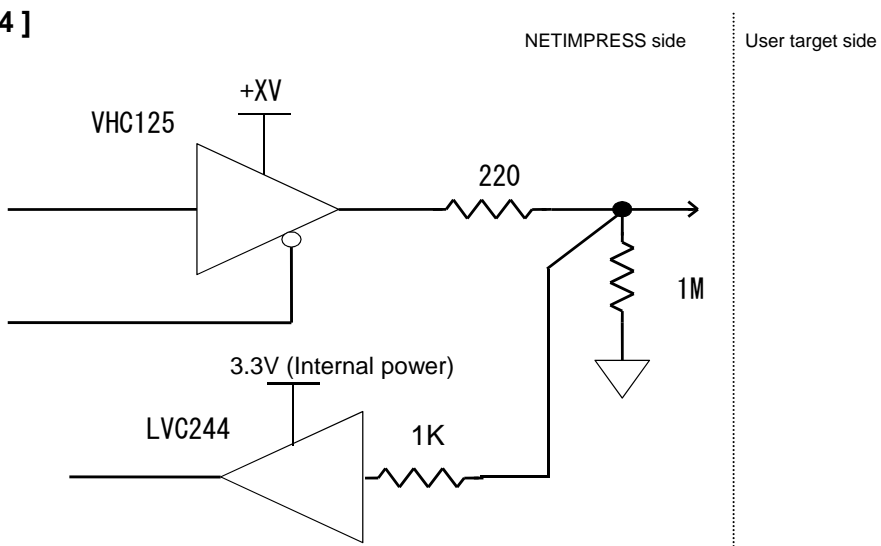 4 ]
NETIMPRESS side
User target side
+XV
VHC125
220
1M
3.3V (Internal power)
LVC244
1K